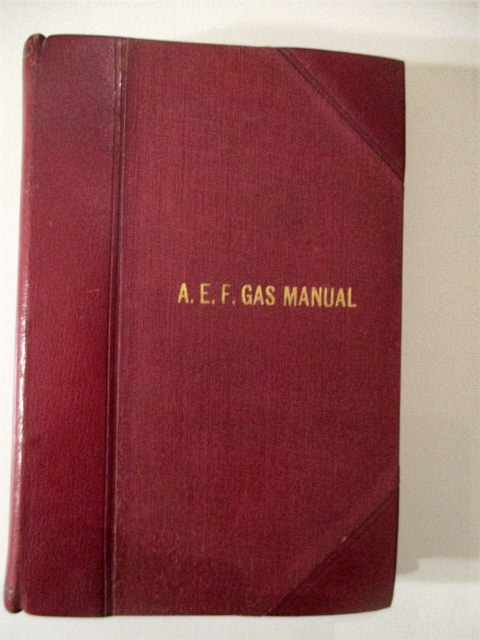 A. E. F. GAS MANUAL